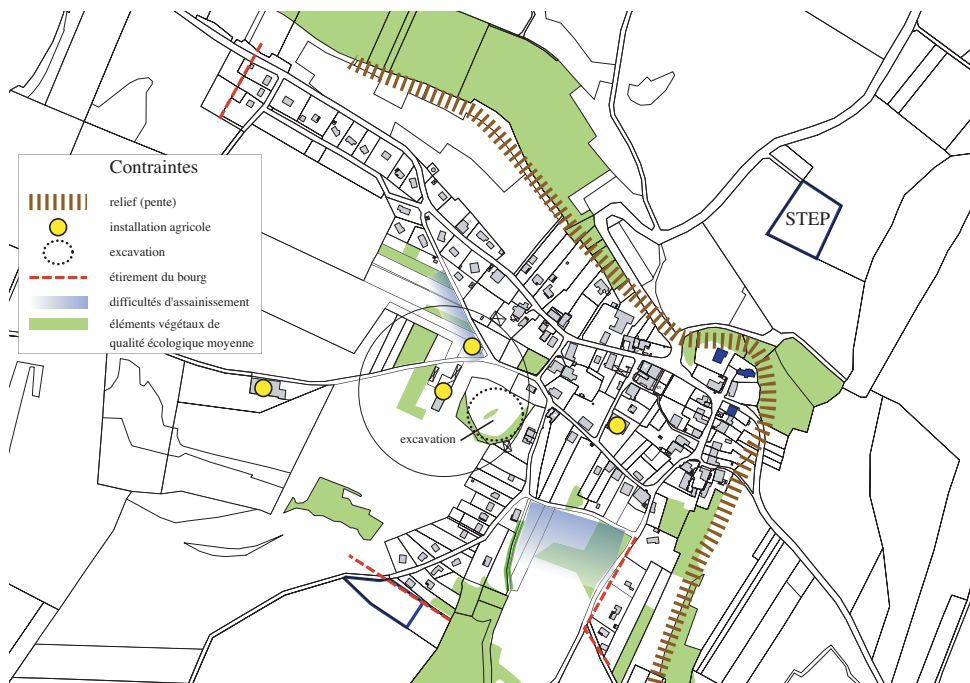 Contraintes
relief (pente)
installation agricole
excavation
étirement du bourg
difficultés d'assainissement
éléments végétaux de
qualité écologique moyenne
STEP
excavation